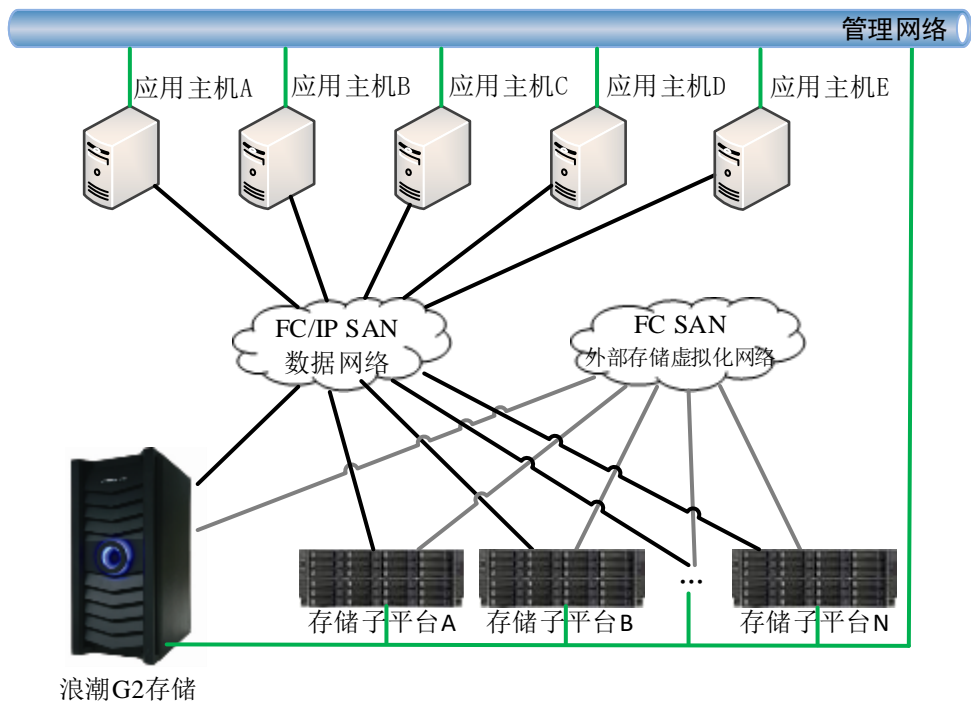 管理网络
应用主机A
应用主机B
应用主机C
应用主机D
应用主机E
FC/IP SAN
数据网络
FC SAN
外部存储虚拟化网络
...
存储子平台A
存储子平台B
存储子平台N
浪潮G2存储